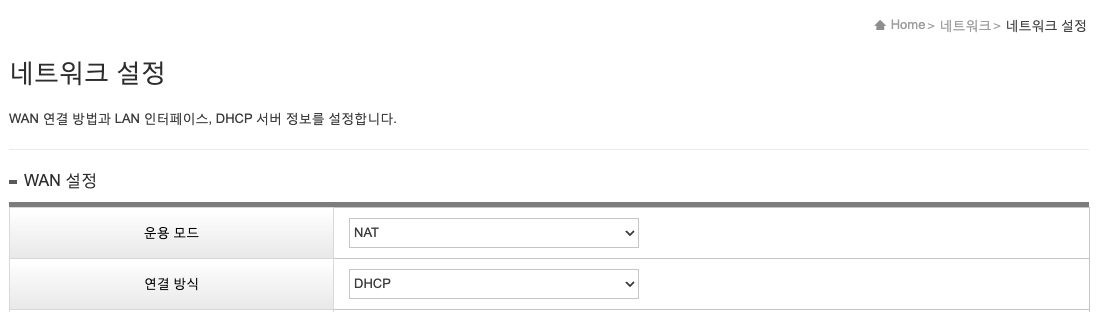 Home> 네트워크> 네트워크 설정
네트워크 설정
WAN 연결 방법과 LAN 인터페이스, DHCP 서버 정보를 설정합니다.
WAN 설정
운용 모드 NAT
연결 방식 DHCP